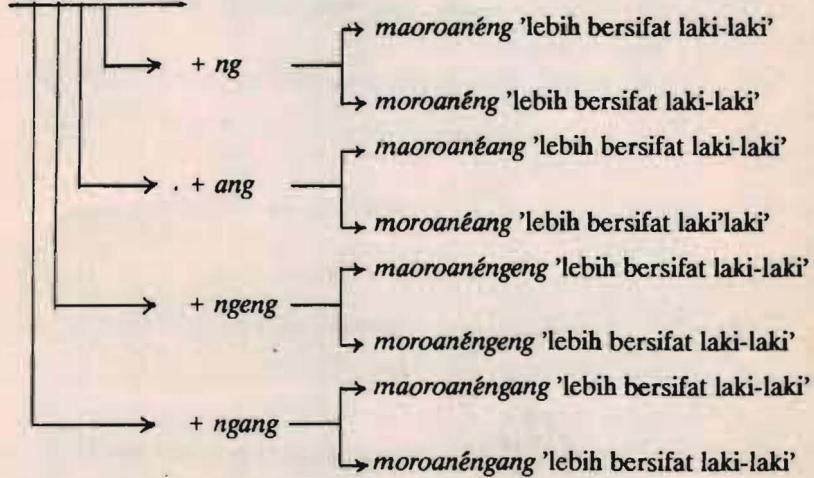 maoroanéng 'lebih bersifat laki-laki'
+ ng
moroanéng 'lebih bersifat laki-laki'
maoroanéang 'lebih bersifat laki-laki'
. + ang
moroanéang 'lebih bersifat laki'laki'
maoroanéngeng 'lebih bersifat laki-laki'
+ ngeng
moroanéngeng 'lebih bersifat laki-laki'
maoroanéngang 'lebih bersifat laki-laki'
+ ngang
moroanéngang 'lebih bersifat laki-laki'